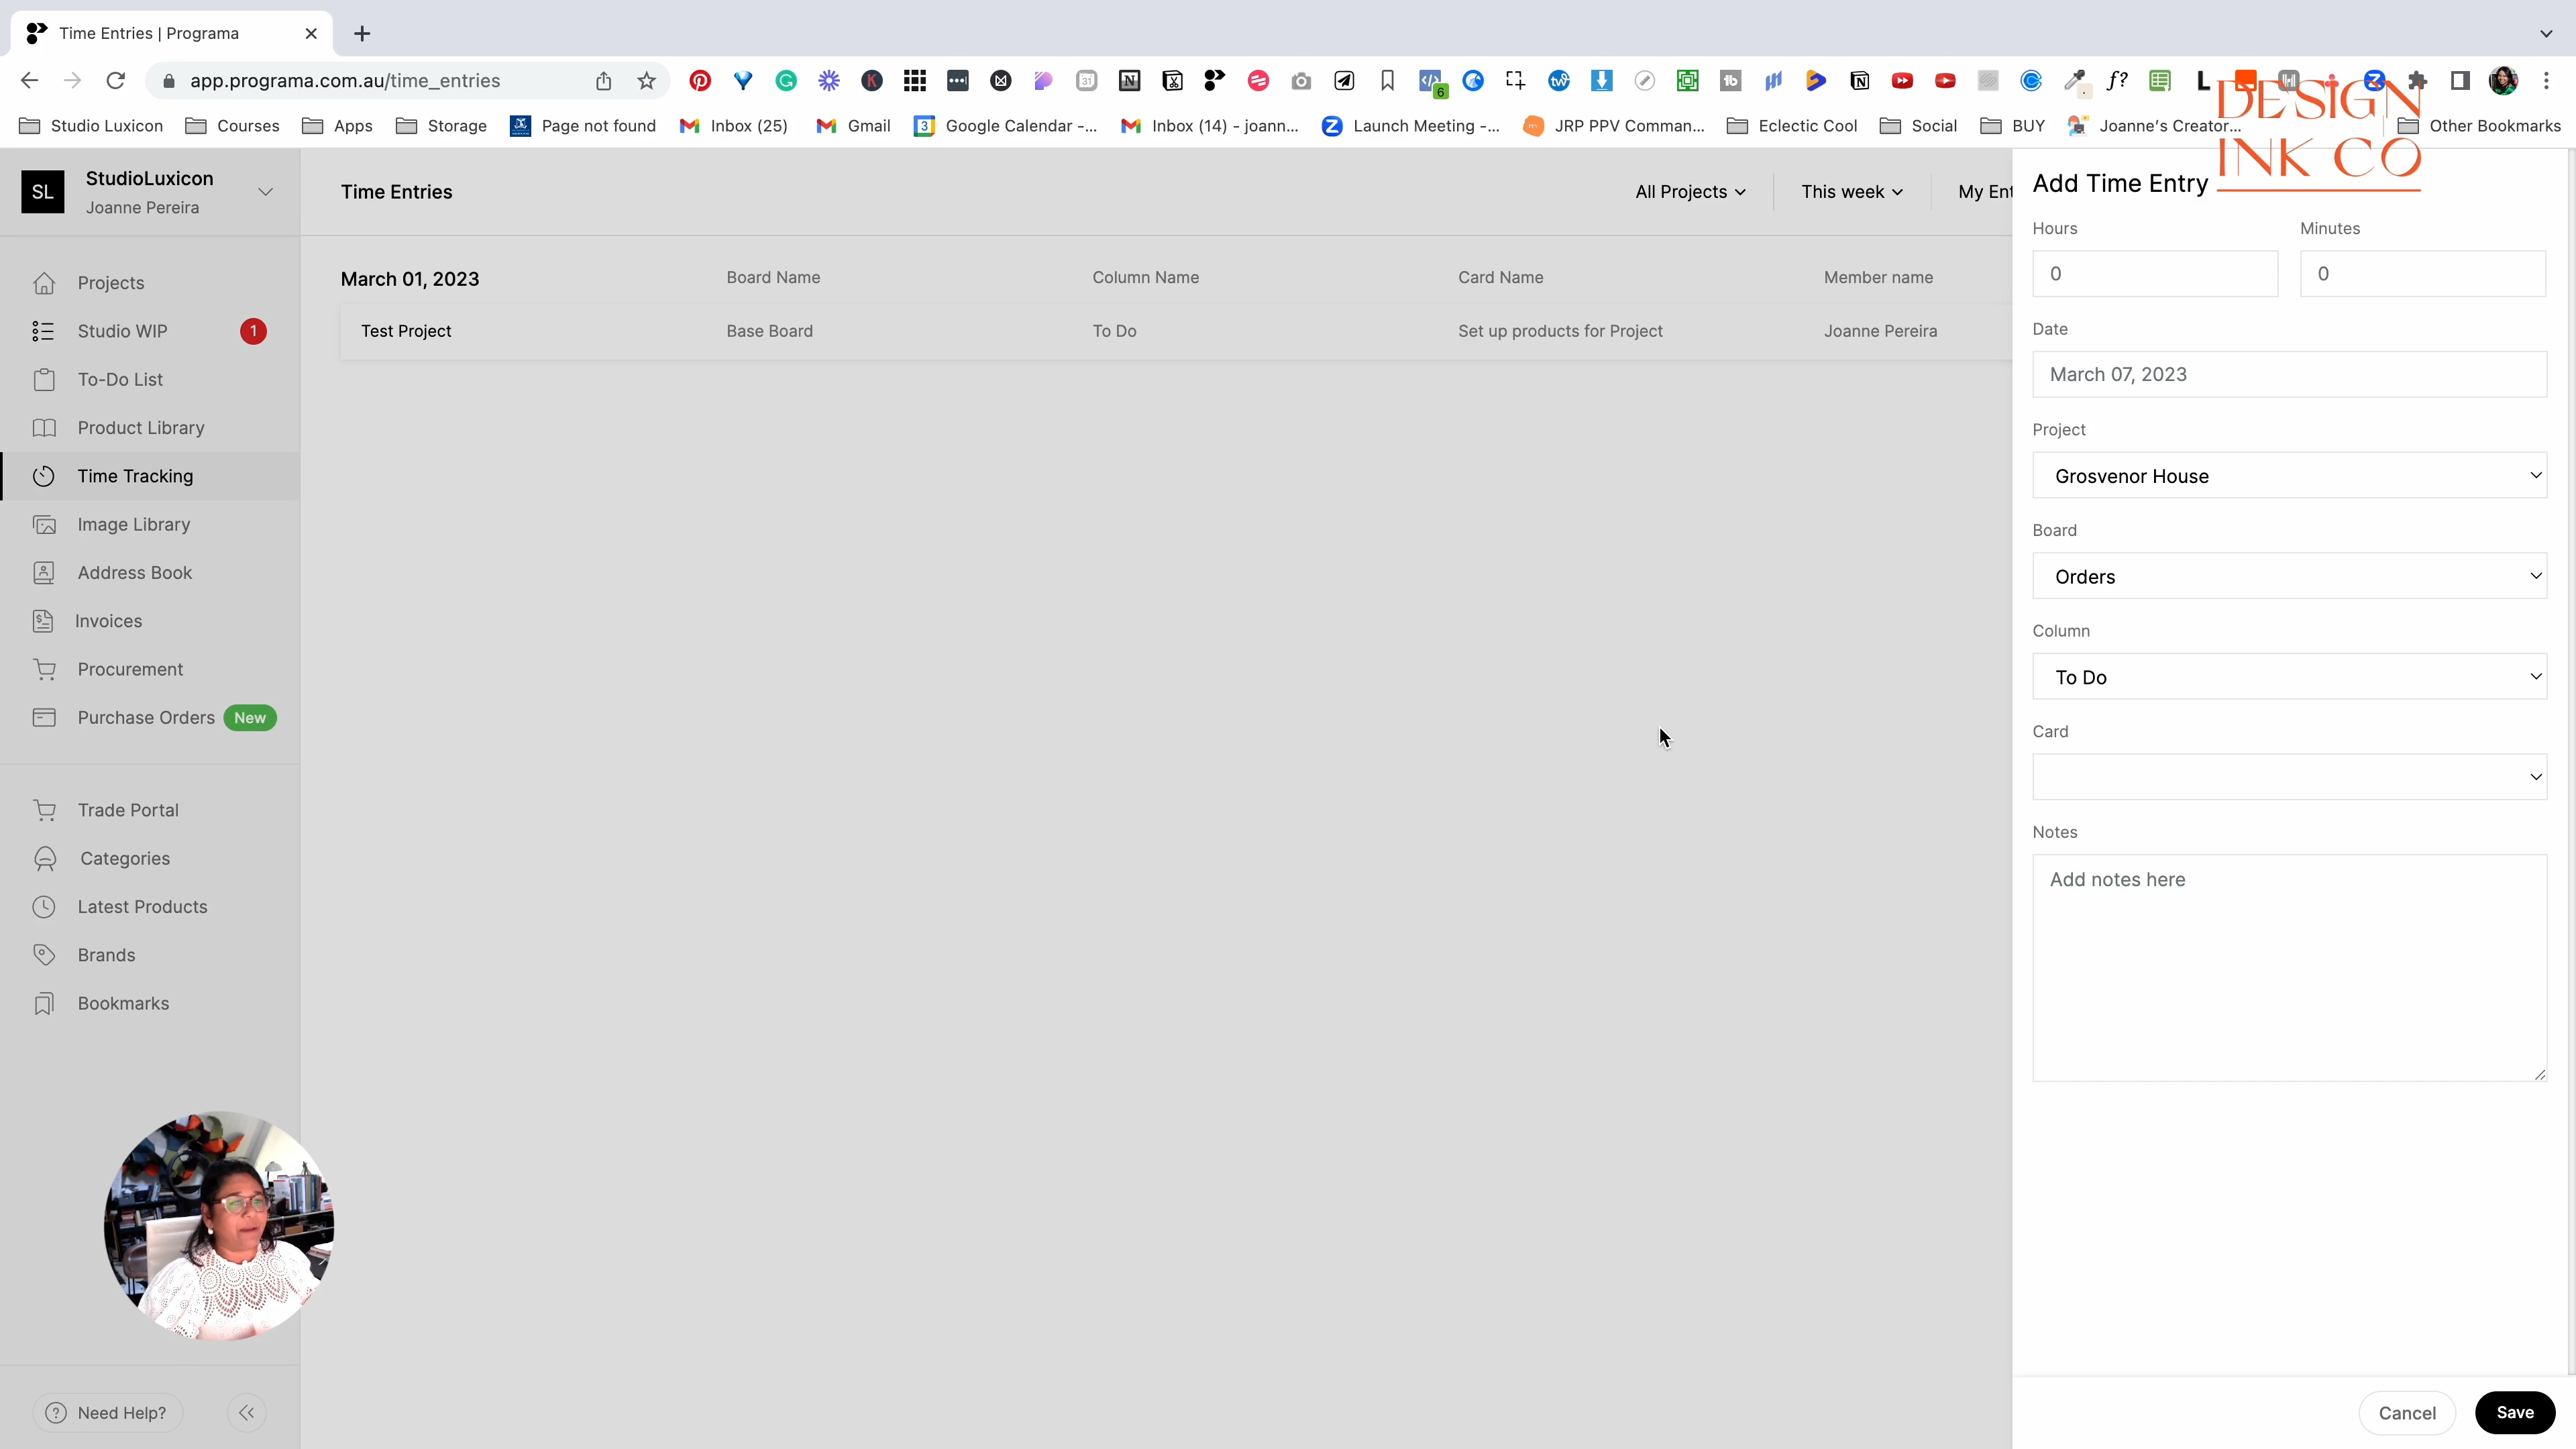 Time Entries | Programa
app.programa.com.au/time_entries
Studio Luxicon
Courses
Apps
Storage
Page not found
Inbox (25)
Gmail
Google Calendar -...
Inbox (14) - joann...
Launch Meeting -...
JRP PPV Comman...
Eclectic Cool
Social
BUY
Joanne's Creator...
Other Bookmarks
DESIGN
INK CO
SL
StudioLuxicon
Joanne Pereira
Projects
Studio WIP 1
To-Do List
Product Library
Time Tracking
Image Library
Address Book
Invoices
Procurement
Purchase Orders New
Trade Portal
Categories
Latest Products
Brands
Bookmarks
Need Help?
Time Entries
All Projects
This week
My Ent
March 01, 2023 Board Name Column Name Card Name Member name
Test Project Base Board To Do Set up products for Project Joanne Pereira
Add Time Entry
Hours Minutes
0 0
Date
March 07, 2023
Project
Grosvenor House
Board
Orders
Column
To Do
Card
Notes
Add notes here
Cancel Save